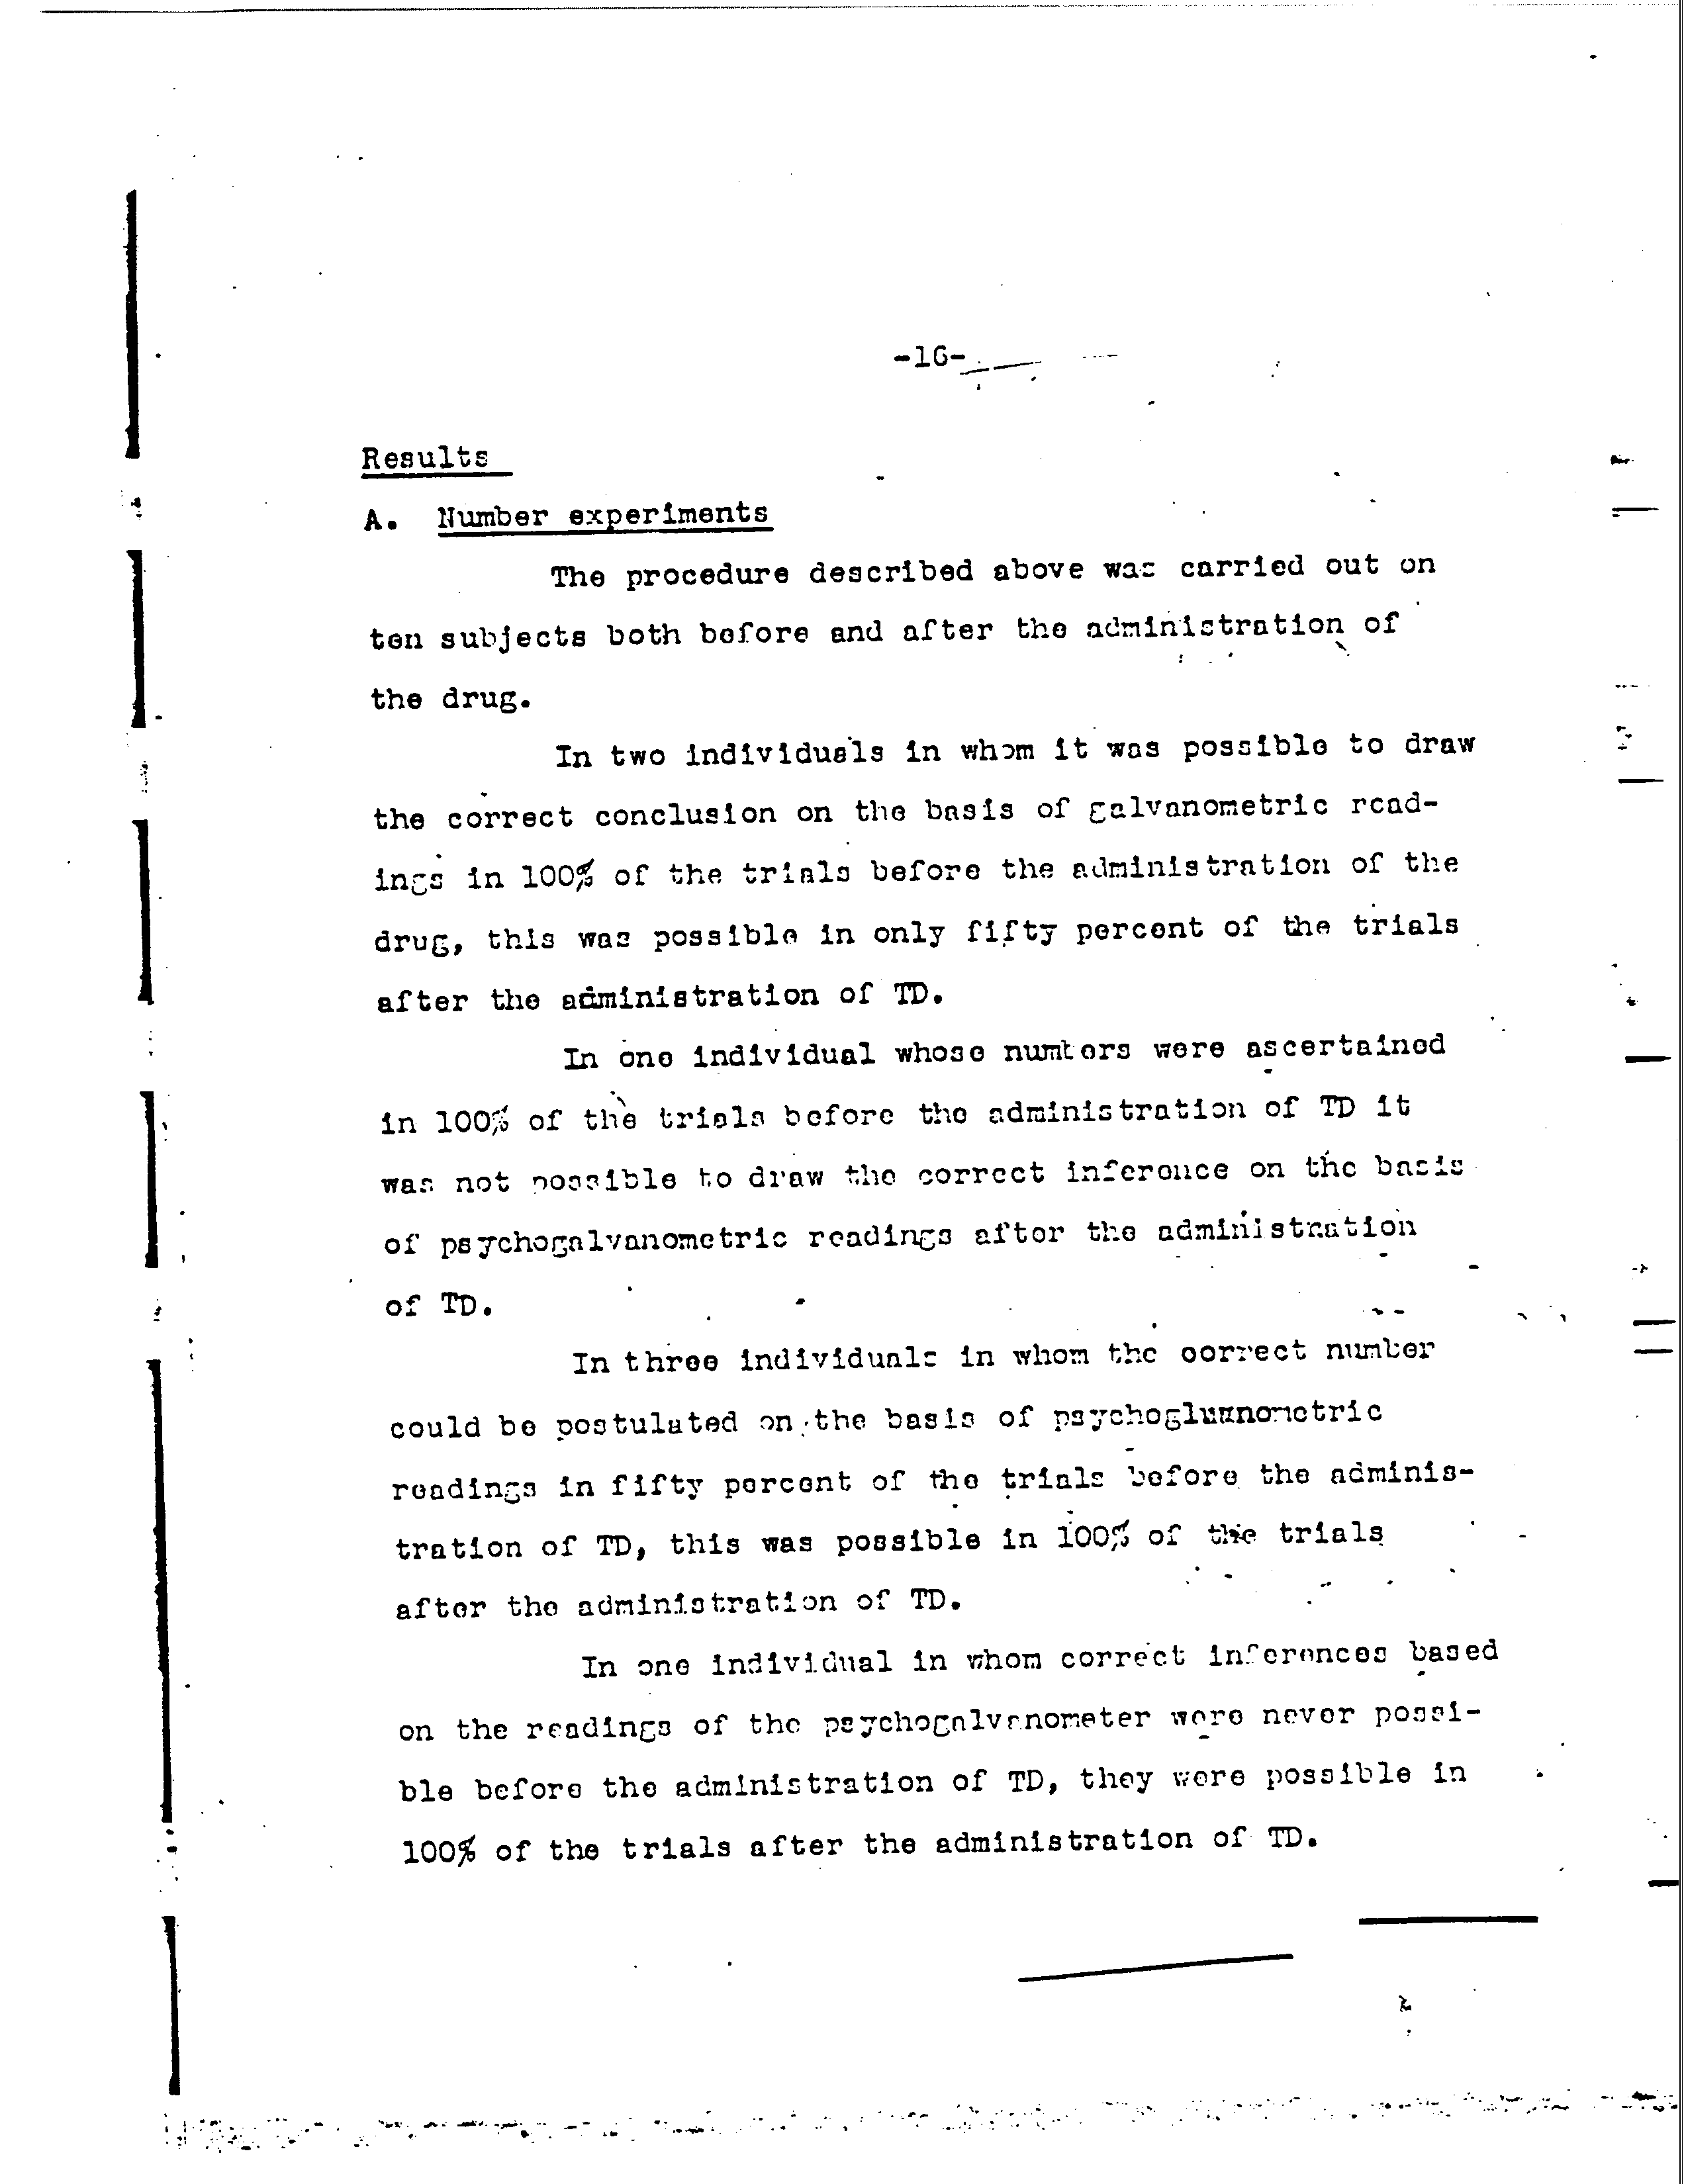 -16-
Results
A. Number experiments
The procedure described above was carried out on
ten subjects both before and after the administration of
the drug.
In two individuals in whom it was possible to draw
the correct conclusion on the basis of galvanometric read-
ings in 100% of the trials before the administration of the
drug, this was possible in only fifty percent of the trials
after the administration of TD.
In one individual whose numbers were ascertained
in 100% of the trials before the administration of TD it
was not possible to draw the correct inference on the basis
of psychogalvanometric readings after the administration
of TD.
In three individuals in whom the correct number
could be postulated on the basis of
readings in fifty percent of the trials before the adminis-
tration of TD, this was possible in 100% of the trials
after the administration of TD.
In one individual in whom correct inferences based
on the readings of the psychogalvanometer were never possi-
ble before the administration of TD, they were possible in
100% of the trials after the administration of TD.